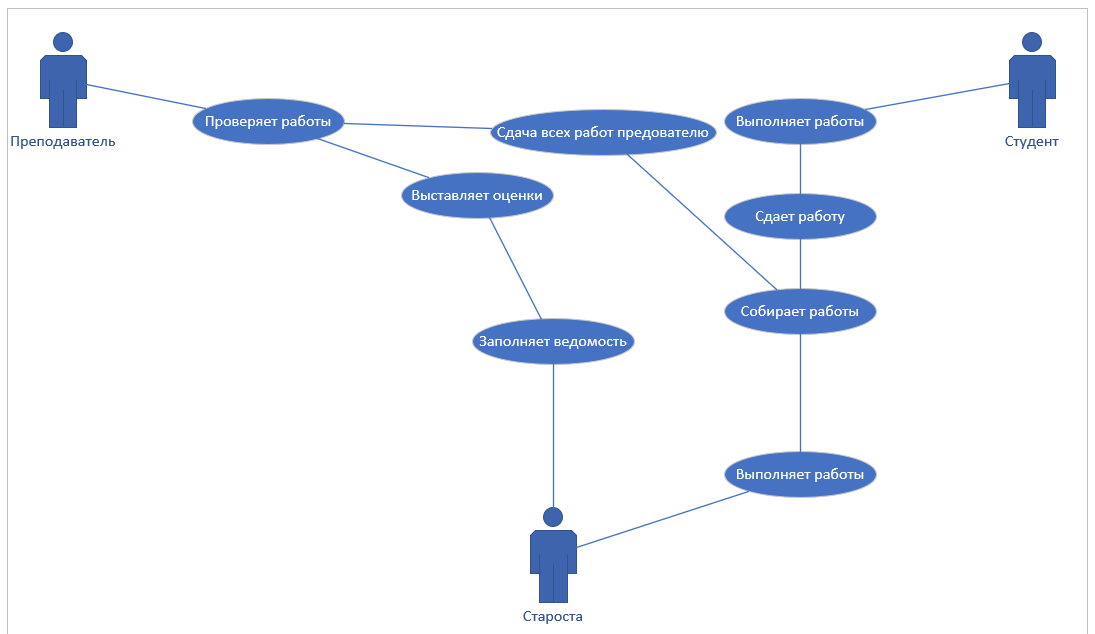 Преподаватель
Проверяет работы
Сдача всех работ предователю
Выполняет работы
Студент
Выставляет оценки
Сдает работу
Собирает работы
Заполняет ведомость
Выполняет работы
Староста